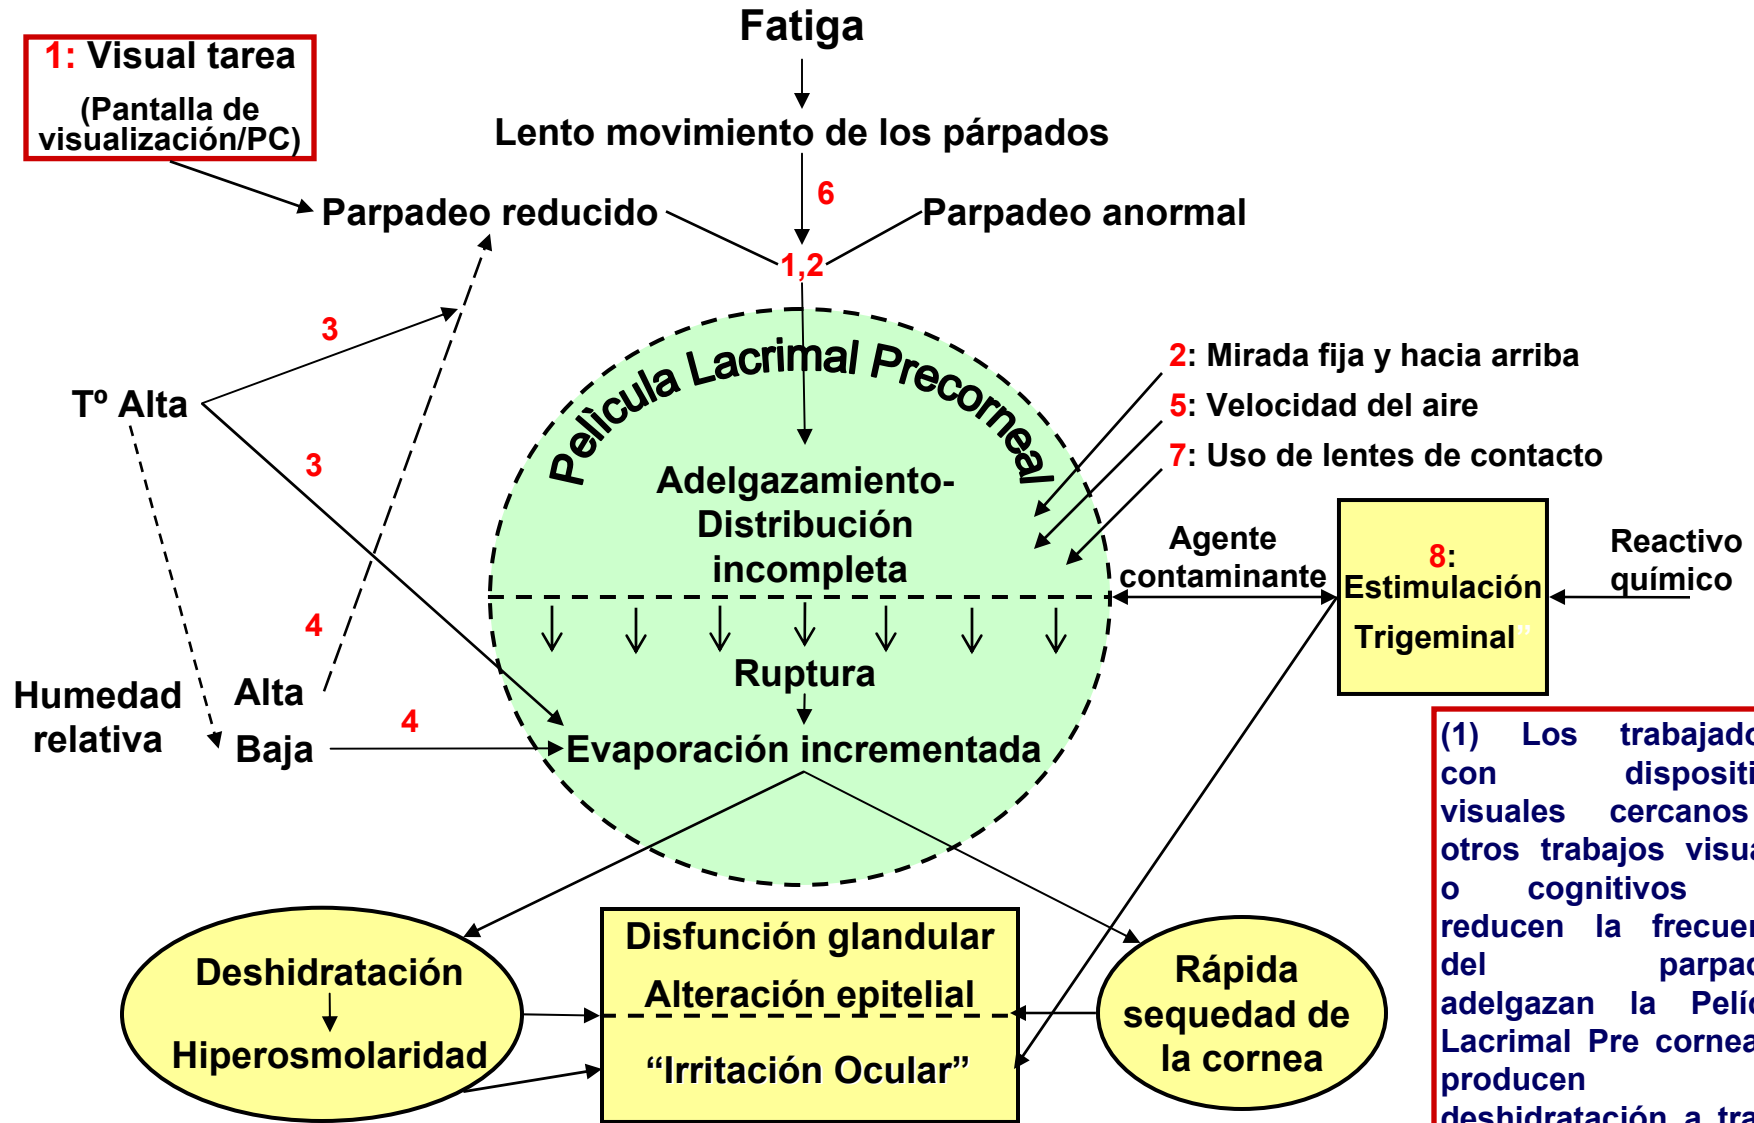 Fatiga
1: Visual tarea
(Pantalla de
visualización/PC)
Lento movimiento de los párpados
6
Parpadeo reducido
Parpadeo anormal
1,2
3
Pelìcula Lacrimal Precorneal
2: Mirada fija y hacia arriba
Tº Alta
5: Velocidad del aire
3
7: Uso de lentes de contacto
Adelgazamiento-
Distribución
incompleta
Agente
contaminante
8:
Estimulación
Trigeminal”
Reactivo
químico
4
Ruptura
Humedad
relativa
Alta
Baja
4
Evaporación incrementada
(1) Los
con
visuales cercanos
otros trabajos
o cognitivos
reducen la
del
adelgazan la
Lacrimal Pre
producen
deshidratación a
Disfunción glandular
Alteración epitelial
“Irritación Ocular”
Deshidratación
Hiperosmolaridad
Rápida
sequedad de
la cornea